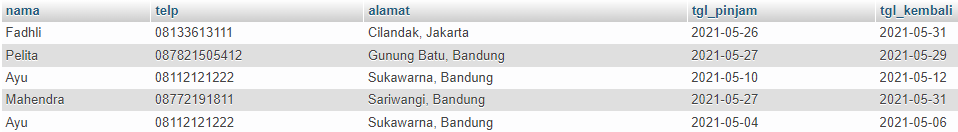 nama telp alamat tgl_pinjam tgl_kembali
Fadhli 08133613111 Cilandak, Jakarta 2021-05-26 2021-05-31
Pelita 087821505412 Gunung Batu, Bandung 2021-05-27 2021-05-29
Ayu 08112121222 Sukawarna, Bandung 2021-05-10 2021-05-12
Mahendra 08772191811 Sariwangi, Bandung 2021-05-27 2021-05-31
Ayu 08112121222 Sukawarna, Bandung 2021-05-04 2021-05-06